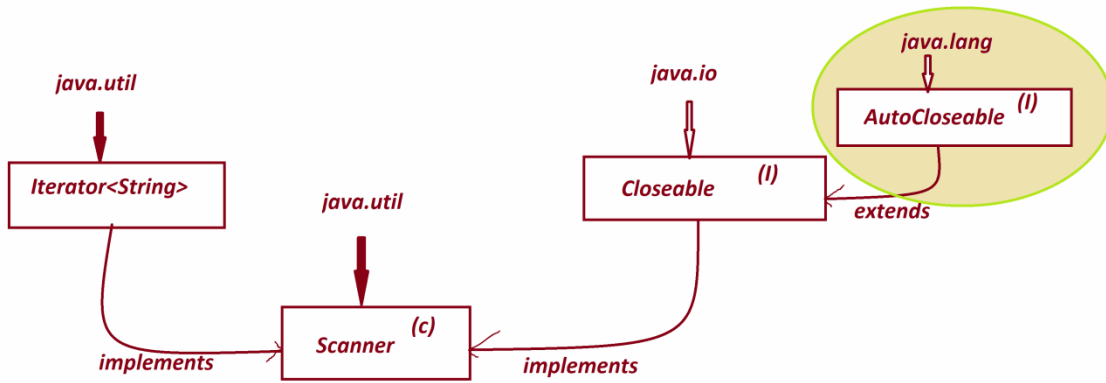 java.lang
AutoCloseable (I)
java.io
java.util
Closeable (I)
extends
Iterator<String>
java.util
Scanner (c)
implements
implements